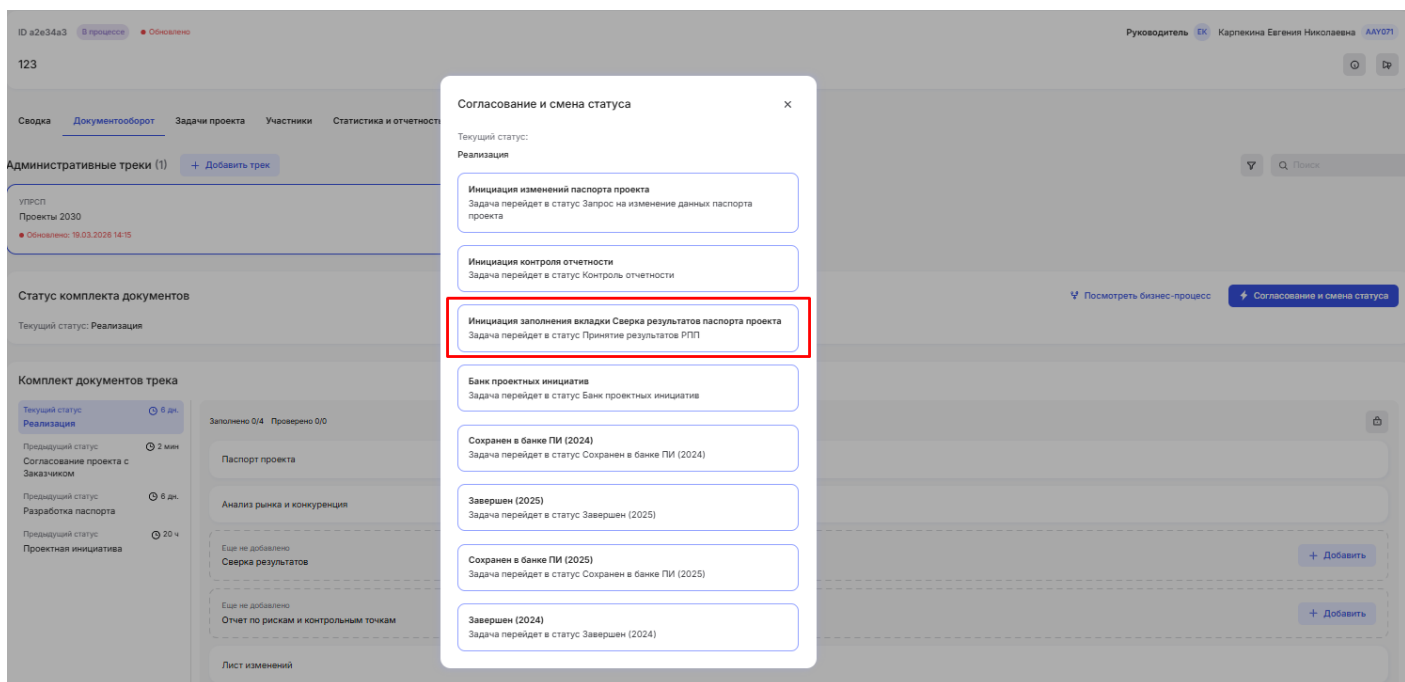 ID a2e34a3 В процессе Обновлено
Руководитель ЕК Карпекина Евгения Николаевна AAY071
123
Сводка Документооборот Задачи проекта Участники Статистика и отчетность
Административные треки (1) + Добавить трек
Поиск
УПРСП
Проекты 2030
Обновлено: 19.03.2026 14:15
Статус комплекта документов
Посмотреть бизнес-процесс
Согласование и смена статуса
Текущий статус: Реализация
Комплект документов трека
Текущий статус 6 дн.
Реализация
Предыдущий статус 2 мин
Согласование проекта с
Заказчиком
Предыдущий статус 6 дн.
Разработка паспорта
Предыдущий статус 20 ч
Проектная инициатива
Заполнено 0/4 Проверено 0/0
Паспорт проекта
Анализ рынка и конкуренция
Еще не добавлено
Сверка результатов
+ Добавить
Еще не добавлено
Отчет по рискам и контрольным точкам
+ Добавить
Лист изменений
Согласование и смена статуса
Текущий статус:
Реализация
Инициация изменений паспорта проекта
Задача перейдет в статус Запрос на изменение данных паспорта
проекта
Инициация контроля отчетности
Задача перейдет в статус Контроль отчетности
Инициация заполнения вкладки Сверка результатов паспорта проекта
Задача перейдет в статус Принятие результатов РПП
Банк проектных инициатив
Задача перейдет в статус Банк проектных инициатив
Сохранен в банке ПИ (2024)
Задача перейдет в статус Сохранен в банке ПИ (2024)
Завершен (2025)
Задача перейдет в статус Завершен (2025)
Сохранен в банке ПИ (2025)
Задача перейдет в статус Сохранен в банке ПИ (2025)
Завершен (2024)
Задача перейдет в статус Завершен (2024)